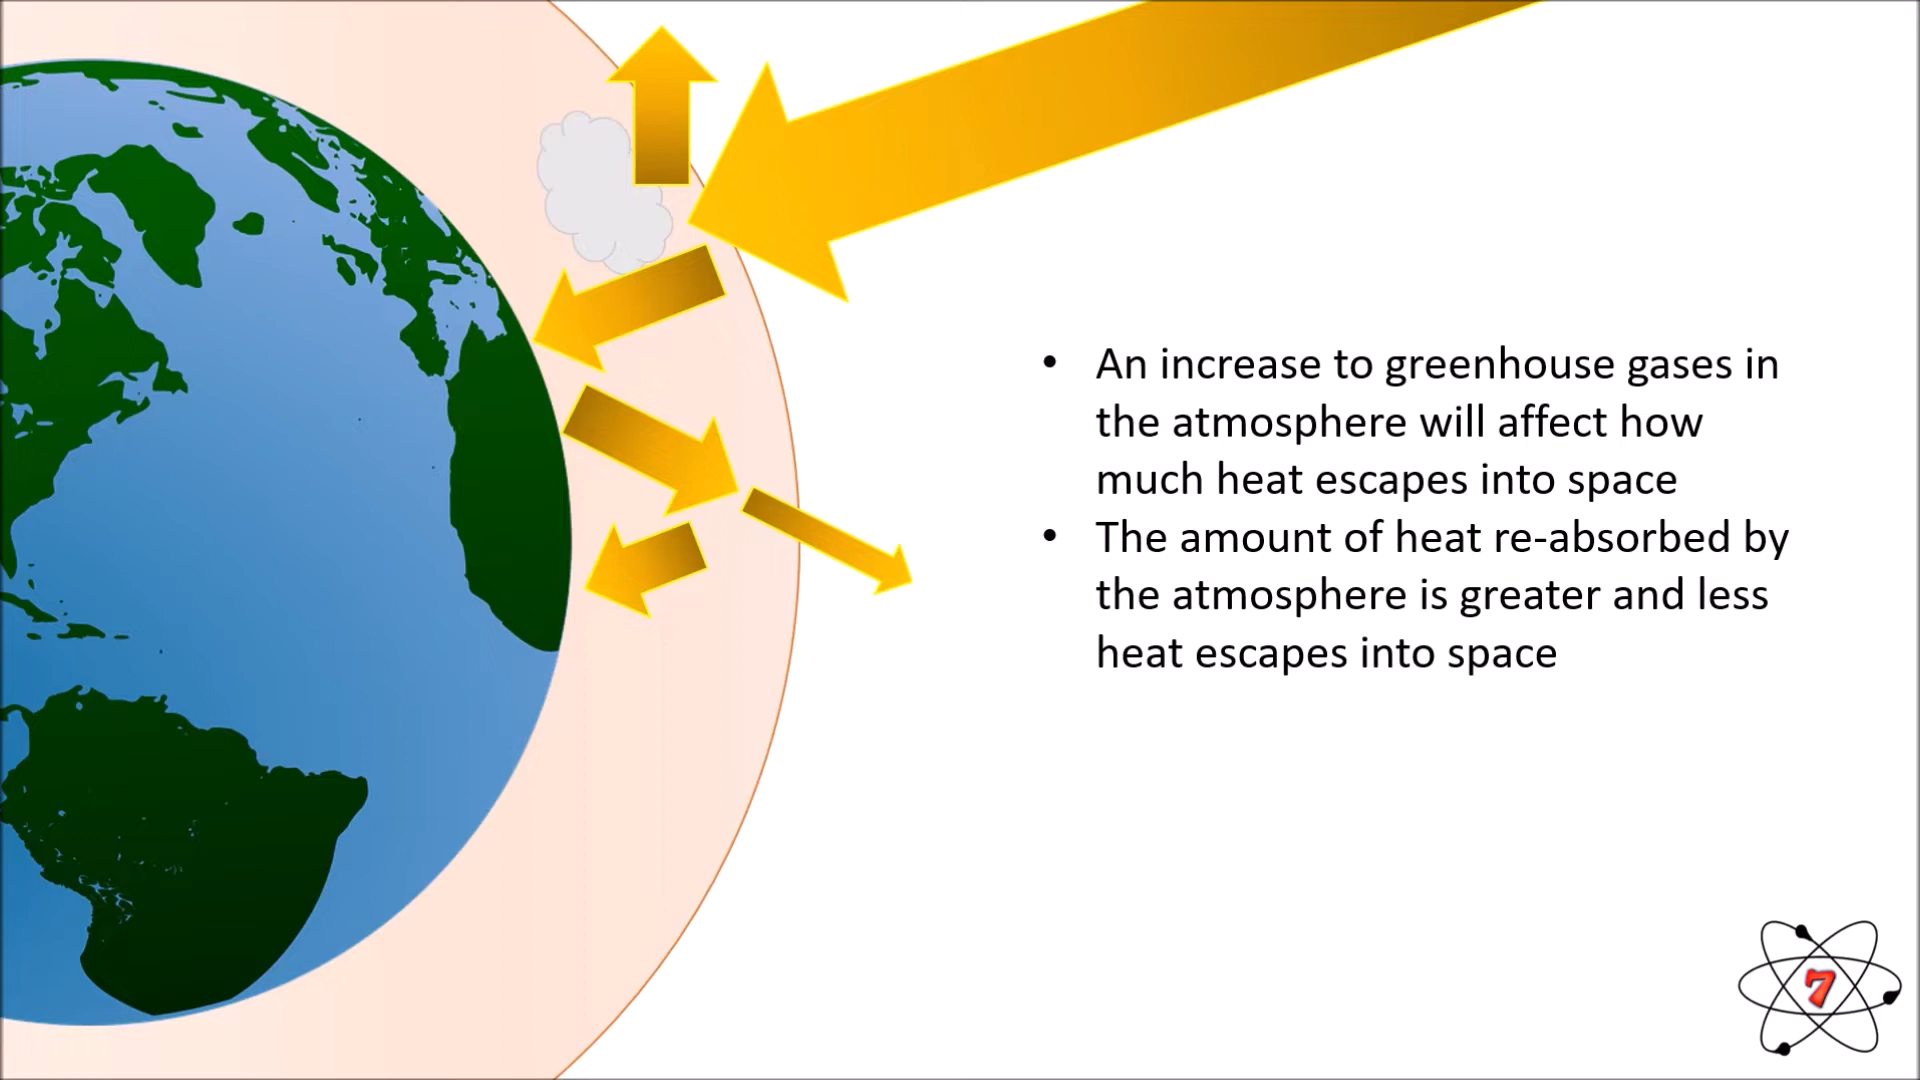 • An increase to greenhouse gases in
the atmosphere will affect how
much heat escapes into space
• The amount of heat re-absorbed by
the atmosphere is greater and less
heat escapes into space
7